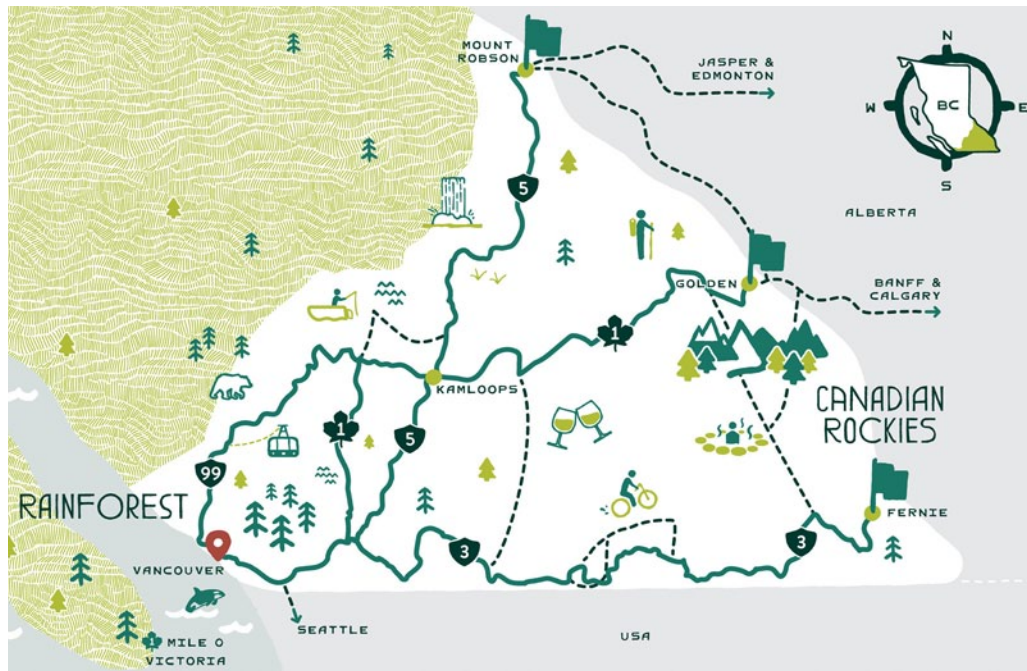 MOUNT
ROBSON
JASPER &
EDMONTON
N
W
BC
E
S
5
ALBERTA
GOLDEN
BANFF &
CALGARY
1
KAMLOOPS
CANADIAN
ROCKIES
1
5
99
RAINFOREST
FERNIE
3
3
VANCOUVER
SEATTLE
USA
1
MILE 0
VICTORIA